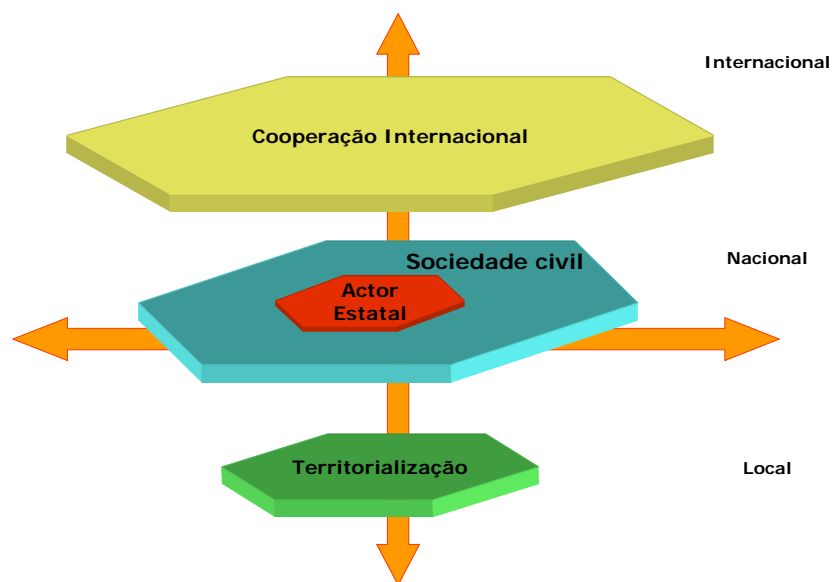 Internacional
Cooperação Internacional
Sociedade civil
Nacional
Actor
Estatal
Territorialização
Local